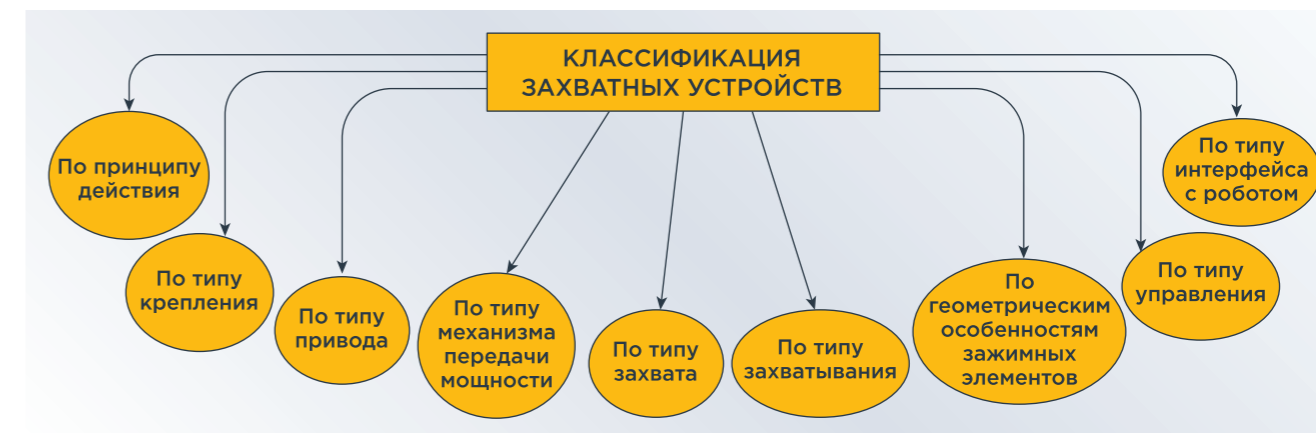 КЛАССИФИКАЦИЯ
ЗАХВАТНЫХ УСТРОЙСТВ
По принципу
действия
По типу
крепления
По типу
привода
По типу
механизма
передачи
мощности
По типу
захвата
По типу
захватывания
По
геометрическим
особенностям
зажимных
элементов
По типу
управления
По типу
интерфейса
с роботом